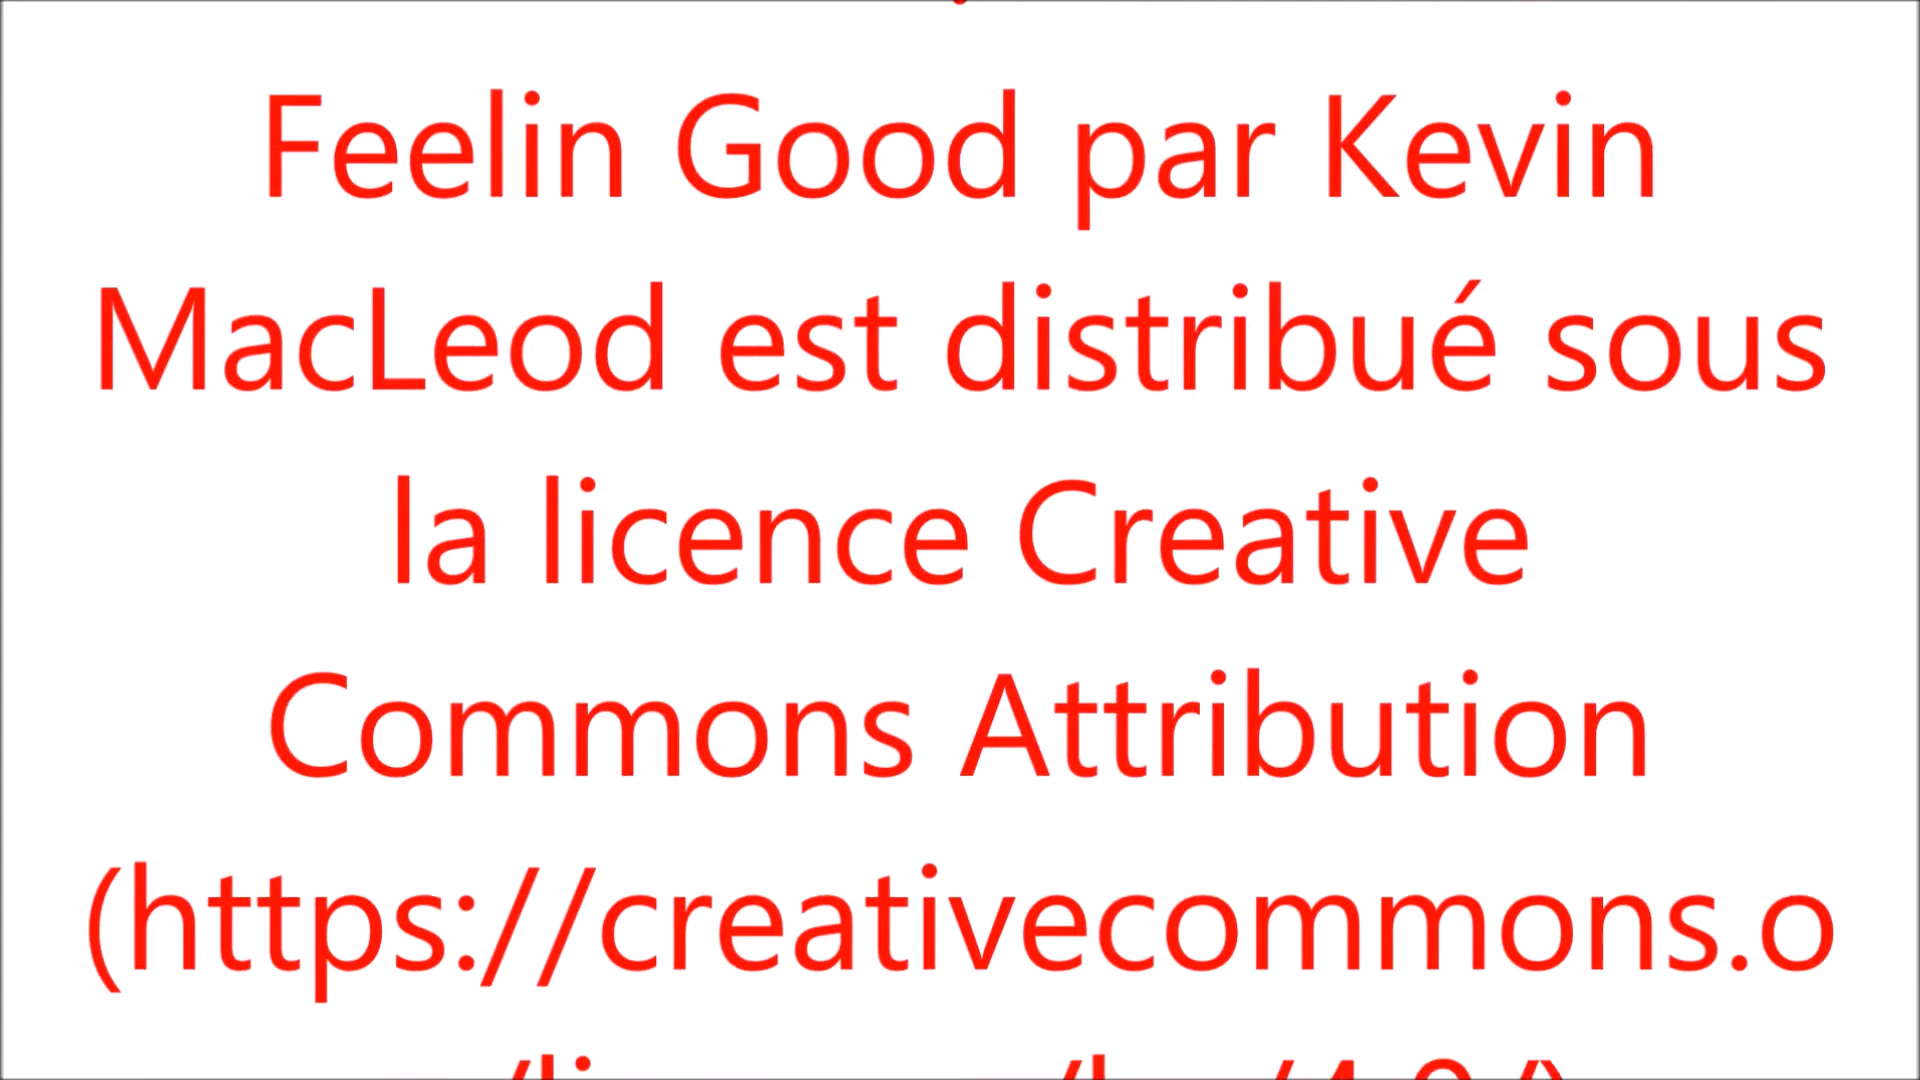 Feelin Good par Kevin
MacLeod est distribué sous
la licence Creative
Commons Attribution
(https://creativecommons.o